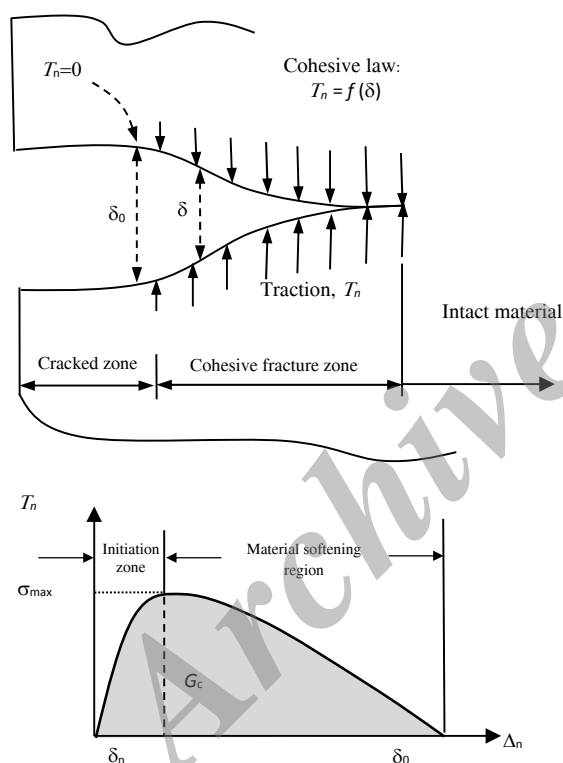 Cohesive law:
Tn = f (δ)
Tn=0
δ0
δ
Traction, Tn
Intact material
Cracked zone
Cohesive fracture zone
Tn
Initiation
zone
Material softening
region
σmax
Gc
δn
δ0
Δn
Archive